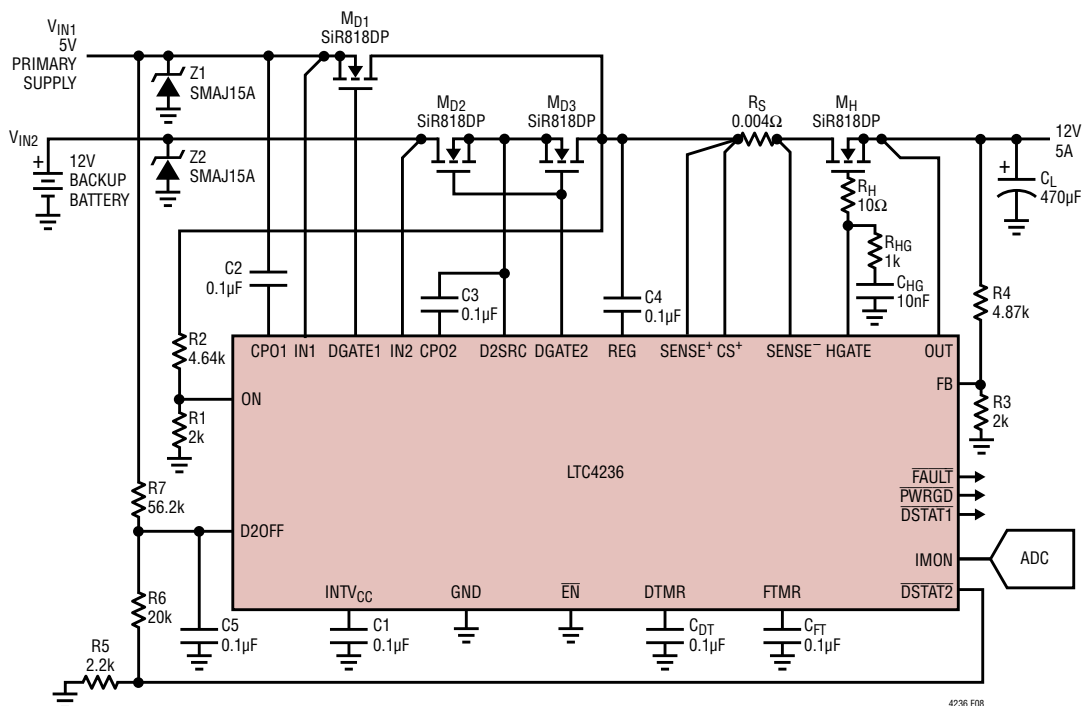 VIN1
5V
PRIMARY
SUPPLY
MD1
SiR818DP
Z1
SMAJ15A
VIN2
+
12V
BACKUP
BATTERY
Z2
SMAJ15A
MD2
SiR818DP
MD3
SiR818DP
RS
0.004Ω
MH
SiR818DP
12V
5A
+
CL
470µF
RH
10Ω
RHG
1k
CHG
10nF
R4
4.87k
C2
0.1µF
C3
0.1µF
C4
0.1µF
R2
4.64k
R1
2k
CPO1
IN1
DGATE1
IN2
CPO2
D2SRC
DGATE2
REG
SENSE+
CS+
SENSE−
HGATE
OUT
ON
FB
R3
2k
LTC4236
FAULT
PWRGD
DSTAT1
R7
56.2k
D2OFF
IMON
ADC
DSTAT2
R6
20k
C5
0.1µF
INTVCC
GND
EN
DTMR
FTMR
C1
0.1µF
CDT
0.1µF
CFT
0.1µF
R5
2.2k
4236 F08